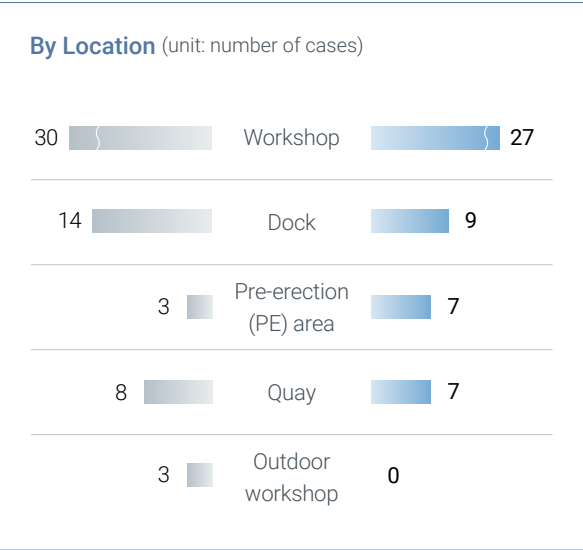 By Location (unit: number of cases)
30 Workshop 27
14 Dock 9
3 Pre-erection 7
(PE) area
8 Quay 7
3 Outdoor 0
workshop